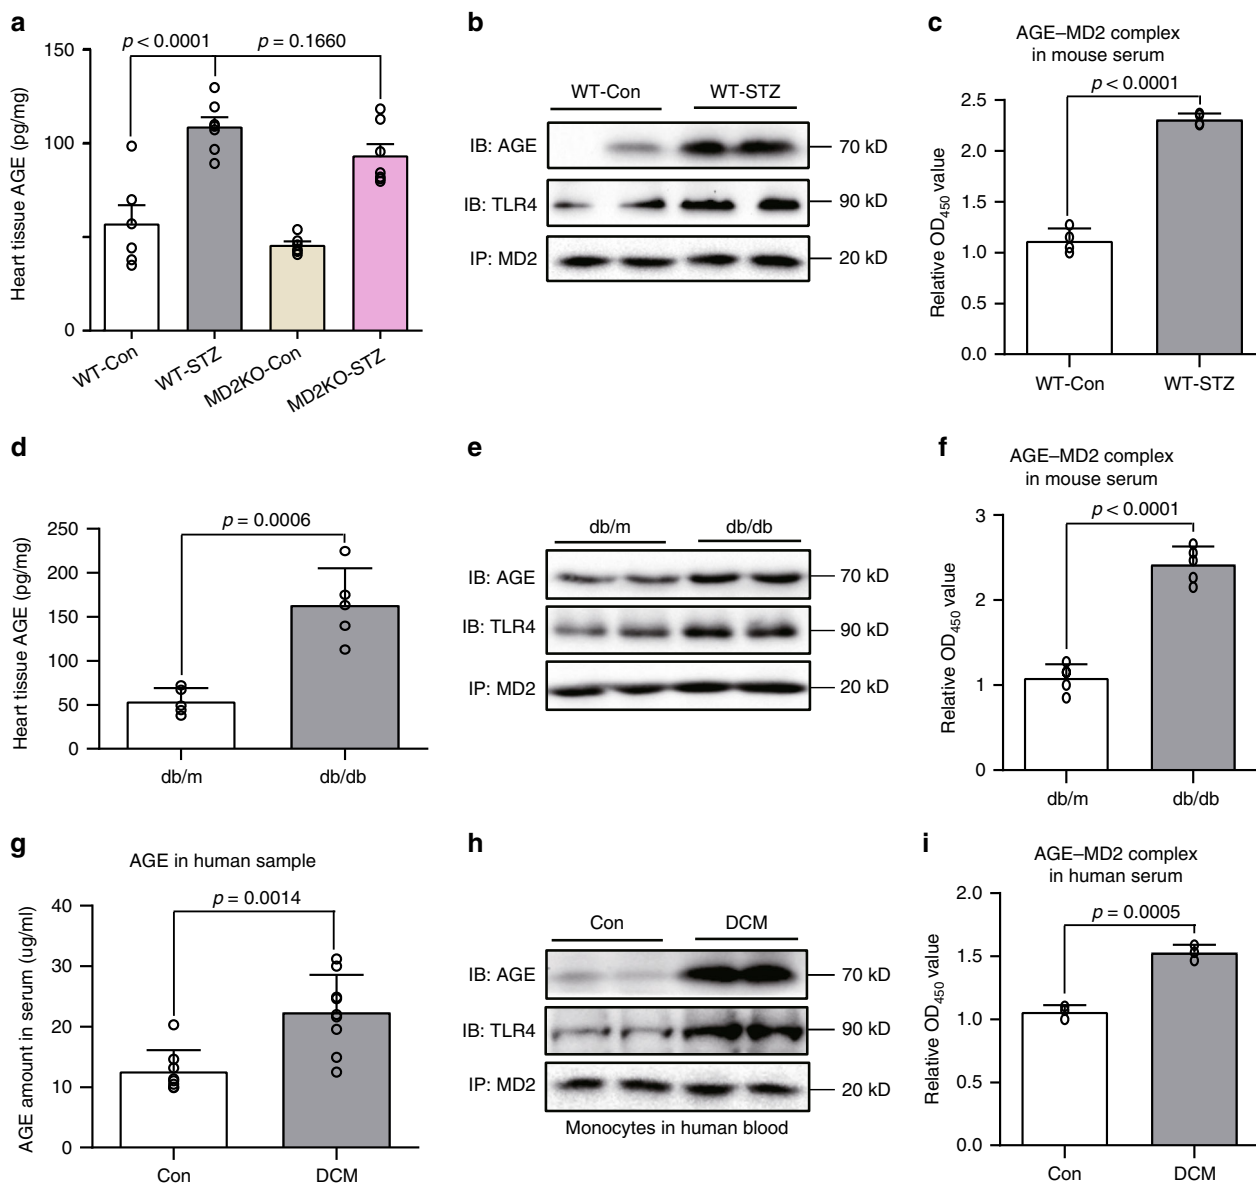 a
p < 0.0001
p = 0.1660
Heart tissue AGE (pg/mg)
150
100
0
WT-Con
WT-STZ
MD2KO-Con
MD2KO-STZ
b
WT-Con
WT-STZ
IB: AGE
70 kD
IB: TLR4
90 kD
IP: MD2
20 kD
c
AGE–MD2 complex
in mouse serum
p < 0.0001
Relative OD450 value
2.5
2.0
1.5
1.0
0.5
0.0
WT-Con
WT-STZ
d
p = 0.0006
Heart tissue AGE (pg/mg)
250
200
150
100
50
0
db/m
db/db
e
db/m
db/db
IB: AGE
70 kD
IB: TLR4
90 kD
IP: MD2
20 kD
f
AGE–MD2 complex
in mouse serum
p < 0.0001
Relative OD450 value
3
2
1
0
db/m
db/db
g
AGE in human sample
p = 0.0014
AGE amount in serum (ug/ml)
40
30
20
10
0
Con
DCM
h
Con
DCM
IB: AGE
70 kD
IB: TLR4
90 kD
IP: MD2
20 kD
Monocytes in human blood
i
AGE–MD2 complex
in human serum
p = 0.0005
Relative OD450 value
2.0
1.5
1.0
0.5
0.0
Con
DCM